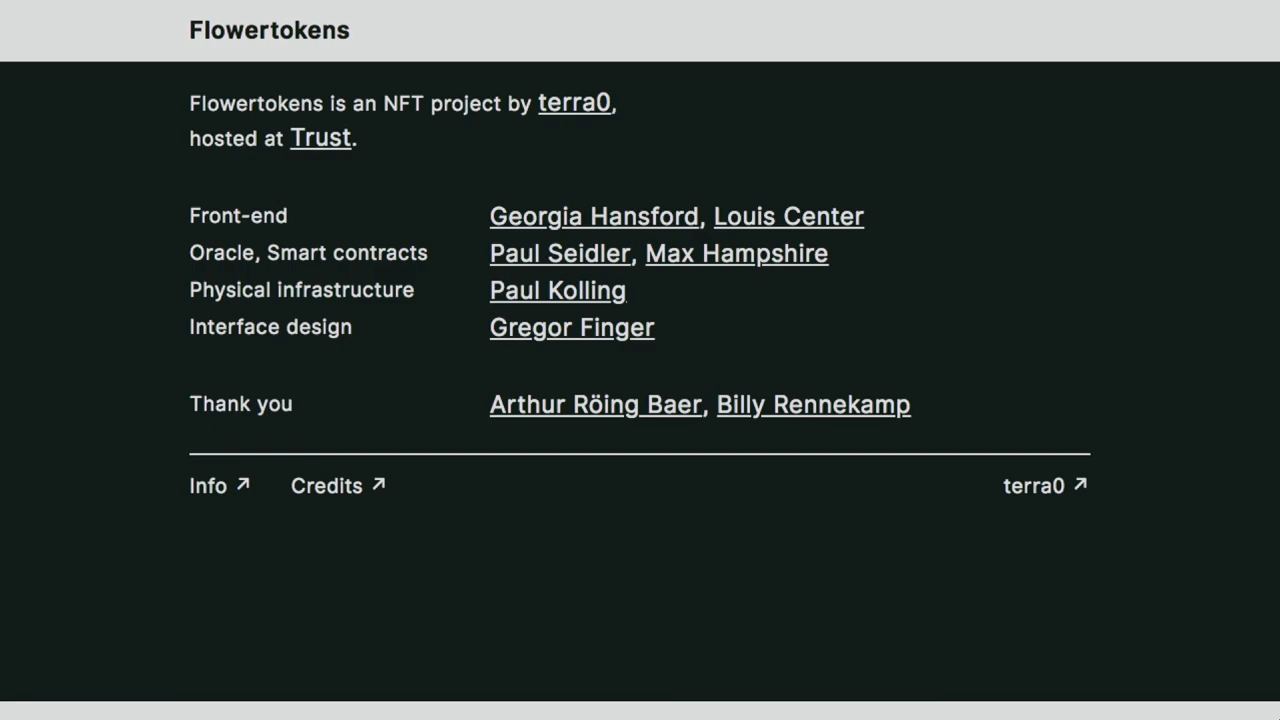 Flowertokens
Flowertokens is an NFT project by terra0,
hosted at Trust.
Front-end Georgia Hansford, Louis Center
Oracle, Smart contracts Paul Seidler, Max Hampshire
Physical infrastructure Paul Kolling
Interface design Gregor Finger
Thank you Arthur Röing Baer, Billy Rennekamp
Info ↗ Credits ↗ terra0 ↗